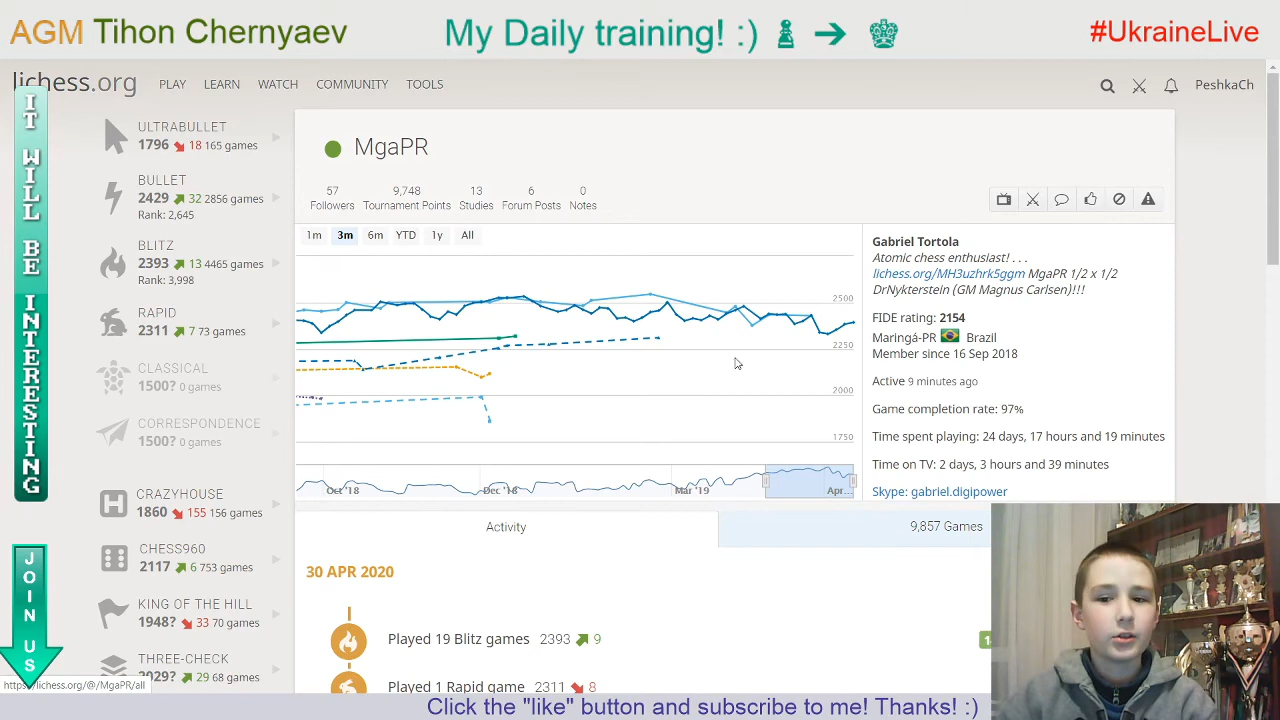 AGM Tihon Chernyaev
My Daily training! :)
#UkraineLive
lichess.org
PLAY
LEARN
WATCH
COMMUNITY
TOOLS
PeshkaCh
IT WILL BE INTERESTING
JOIN US
ULTRABULLET
1796 18 165 games
BULLET
2429 32 2856 games
Rank: 2,645
BLITZ
2393 13 4465 games
Rank: 3,998
RAPID
2311 7 73 games
CLASSICAL
1500? 0 games
CORRESPONDENCE
1500? 0 games
CRAZYHOUSE
1860 155 156 games
CHESS960
2117 6 753 games
KING OF THE HILL
1948? 33 70 games
THREE-CHECK
2029? 29 68 games
https://lichess.org/@/MgaPR/all
MgaPR
57 Followers
9,748 Tournament Points
13 Studies
6 Forum Posts
0 Notes
1m 3m 6m YTD 1y All
2500
2250
2000
1750
Oct '18 Dec '18 Mar '19 Apr...
Gabriel Tortola
Atomic chess enthusiast! . . .
lichess.org/MH3uzhrk5ggm MgaPR 1/2 x 1/2
DrNykterstein (GM Magnus Carlsen)!!!
FIDE rating: 2154
Maringá-PR Brazil
Member since 16 Sep 2018
Active 9 minutes ago
Game completion rate: 97%
Time spent playing: 24 days, 17 hours and 19 minutes
Time on TV: 2 days, 3 hours and 39 minutes
Skype: gabriel.digipower
Activity
9,857 Games
30 APR 2020
Played 19 Blitz games 2393 9
Played 1 Rapid game 2311 8
Click the "like" button and subscribe to me! Thanks! :)